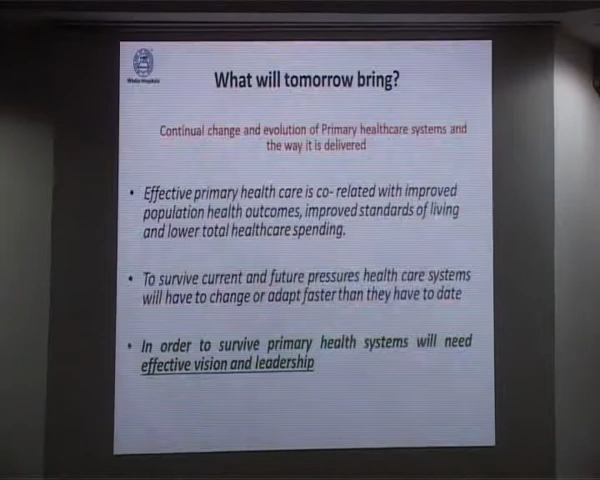 What will tomorrow bring?
Continual change and evolution of Primary healthcare systems and
the way it is delivered
• Effective primary health care is co- related with improved
population health outcomes, improved standards of living
and lower total healthcare spending.
• To survive current and future pressures health care systems
will have to change or adapt faster than they have to date
• In order to survive primary health systems will need
effective vision and leadership